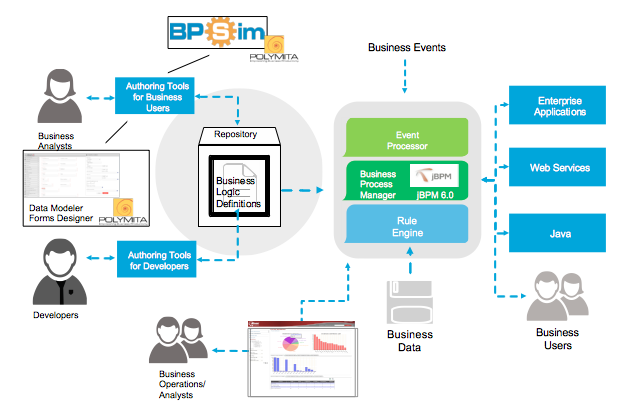 BPSim
POLYMITA
Business Events
Authoring Tools
for Business
Users
Business
Analysts
Repository
Business
Logic
Definitions
Data Modeler
Forms Designer
POLYMITA
Event
Processor
Business
Process
Manager
jBPM
jBPM 6.0
Rule
Engine
Enterprise
Applications
Web Services
Java
Authoring Tools
for Developers
Developers
Business
Data
Business
Users
Business
Operations/
Analysts